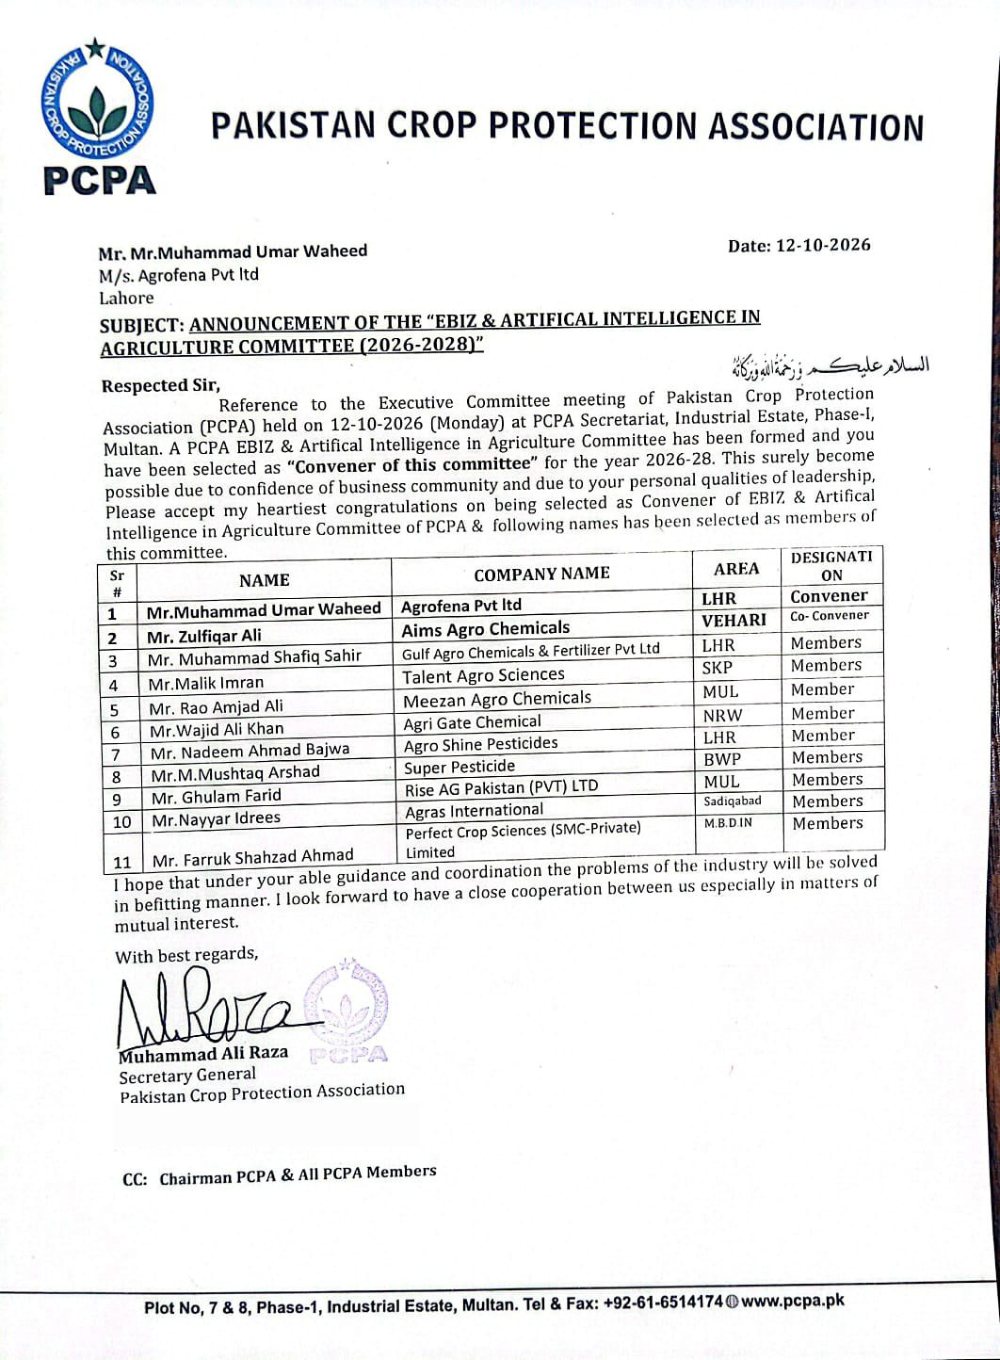 PAKISTAN CROP PROTECTION ASSOCIATION
PCPA
PAKISTAN CROP PROTECTION ASSOCIATION
Mr. Mr.Muhammad Umar Waheed
Date: 12-10-2026
M/s. Agrofena Pvt ltd
Lahore
SUBJECT: ANNOUNCEMENT OF THE “EBIZ & ARTIFICAL INTELLIGENCE IN
AGRICULTURE COMMITTEE (2026-2028)”
السلام عليكم ورحمة الله وبركاته
Respected Sir,
Reference to the Executive Committee meeting of Pakistan Crop Protection
Association (PCPA) held on 12-10-2026 (Monday) at PCPA Secretariat, Industrial Estate, Phase-I,
Multan. A PCPA EBIZ & Artifical Intelligence in Agriculture Committee has been formed and you
have been selected as “Convener of this committee” for the year 2026-28. This surely become
possible due to confidence of business community and due to your personal qualities of leadership,
Please accept my heartiest congratulations on being selected as Convener of EBIZ & Artifical
Intelligence in Agriculture Committee of PCPA & following names has been selected as members of
this committee.
Sr # NAME COMPANY NAME AREA DESIGNATI ON
1 Mr.Muhammad Umar Waheed Agrofena Pvt ltd LHR Convener
2 Mr. Zulfiqar Ali Aims Agro Chemicals VEHARI Co- Convener
3 Mr. Muhammad Shafiq Sahir Gulf Agro Chemicals & Fertilizer Pvt Ltd LHR Members
4 Mr.Malik Imran Talent Agro Sciences SKP Members
5 Mr. Rao Amjad Ali Meezan Agro Chemicals MUL Member
6 Mr.Wajid Ali Khan Agri Gate Chemical NRW Member
7 Mr. Nadeem Ahmad Bajwa Agro Shine Pesticides LHR Member
8 Mr.M.Mushtaq Arshad Super Pesticide BWP Members
9 Mr. Ghulam Farid Rise AG Pakistan (PVT) LTD MUL Members
10 Mr.Nayyar Idrees Agras International Sadiqabad Members
11 Mr. Farruk Shahzad Ahmad Perfect Crop Sciences (SMC-Private) Limited M.B.D.IN Members
I hope that under your able guidance and coordination the problems of the industry will be solved
in befitting manner. I look forward to have a close cooperation between us especially in matters of
mutual interest.
With best regards,
PCPA
Muhammad Ali Raza
Secretary General
Pakistan Crop Protection Association
CC: Chairman PCPA & All PCPA Members
Plot No, 7 & 8, Phase-1, Industrial Estate, Multan. Tel & Fax: +92-61-6514174 www.pcpa.pk